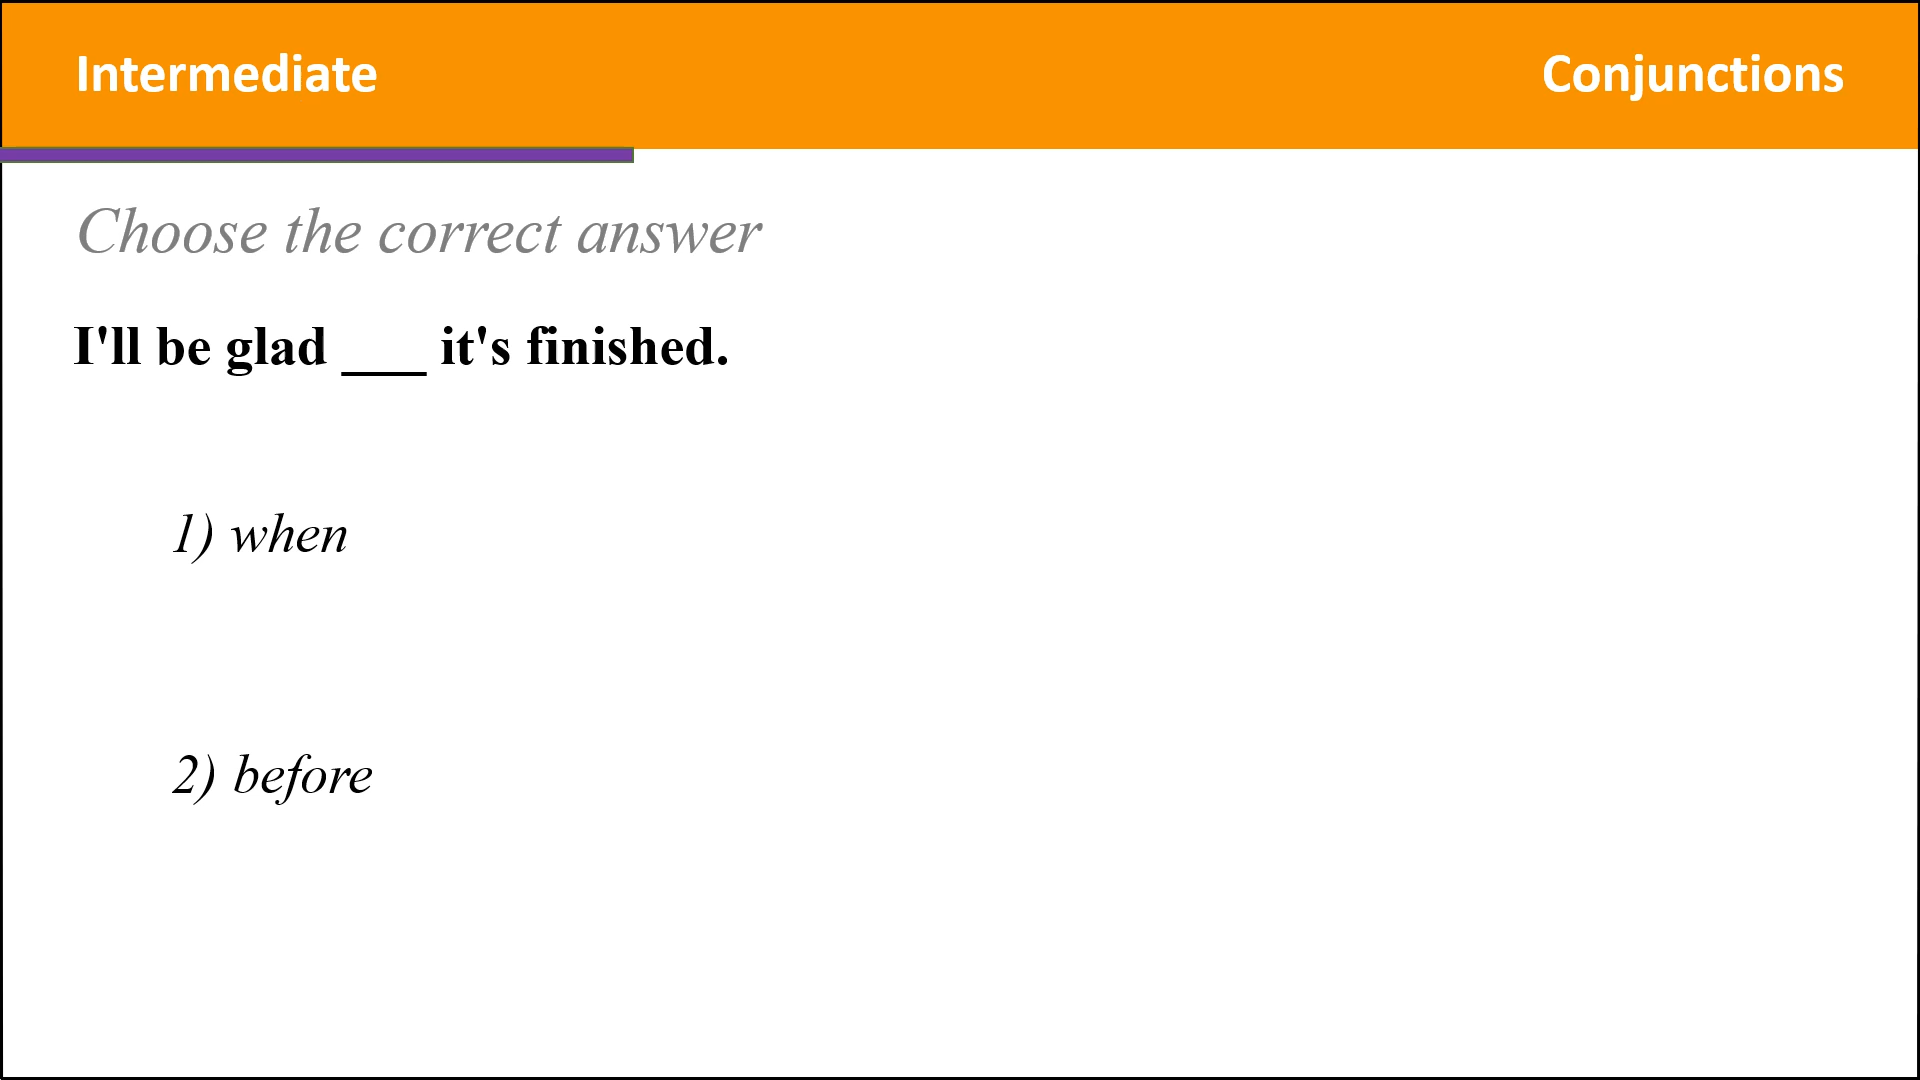 Intermediate
Conjunctions
Choose the correct answer
I'll be glad ___ it's finished.
1) when
2) before